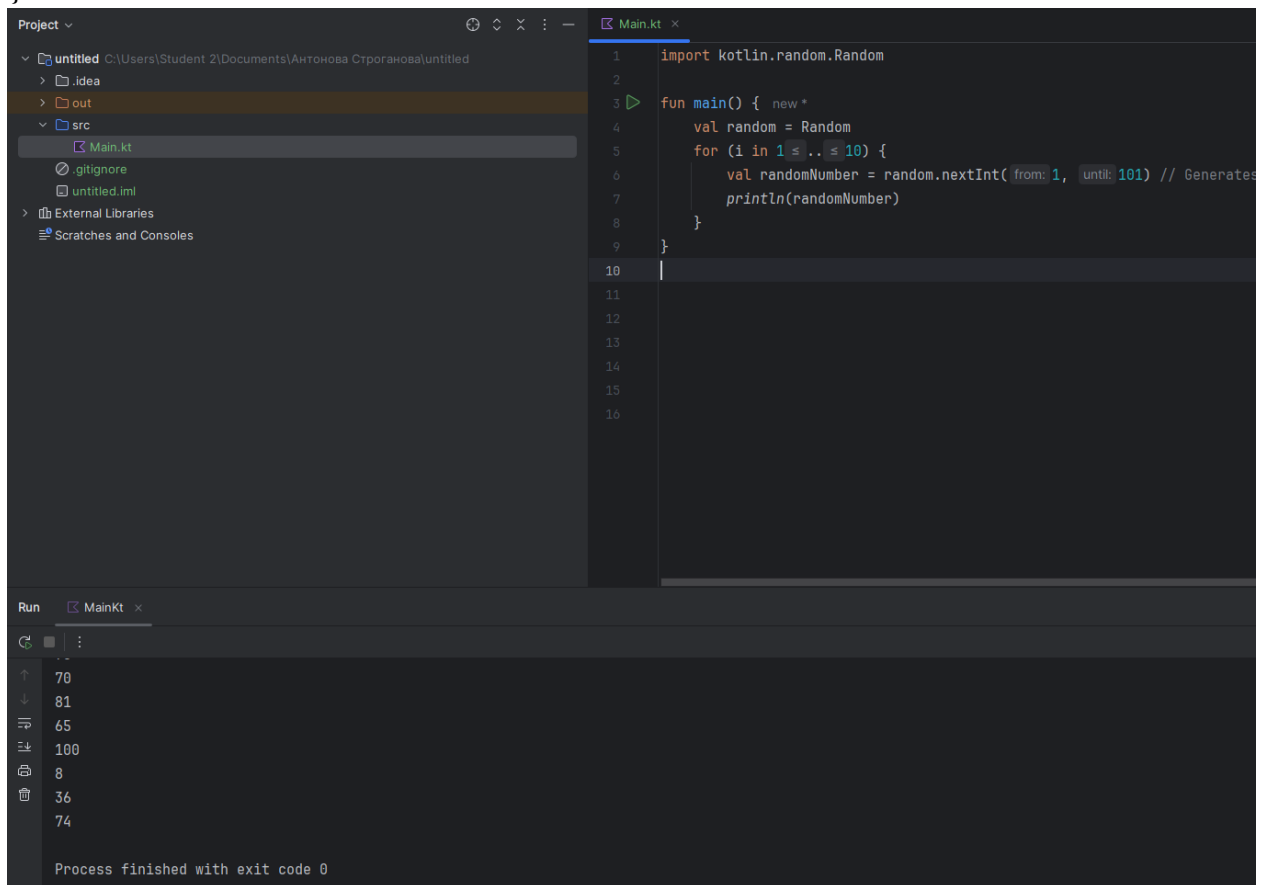 Project
untitled C:\Users\Student 2\Documents\Антонова Строганова\untitled
.idea
out
src
Main.kt
.gitignore
untitled.iml
External Libraries
Scratches and Consoles
Main.kt ×
1 import kotlin.random.Random
2
3 fun main() { new *
4 val random = Random
5 for (i in 1 ≤ .. ≤ 10) {
6 val randomNumber = random.nextInt( from: 1, until: 101) // Generates
7 println(randomNumber)
8 }
9 }
10
11
12
13
14
15
16
Run MainKt ×
70
81
65
100
8
36
74
Process finished with exit code 0